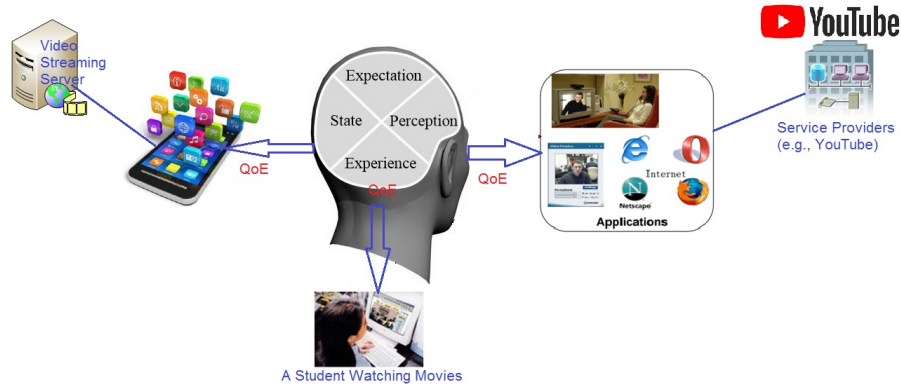 YouTube
Video
Streaming
Server
Expectation
State
Perception
Experience
QoE
QoE
QoE
Internet
Netscape
Applications
Service Providers
(e.g., YouTube)
A Student Watching Movies